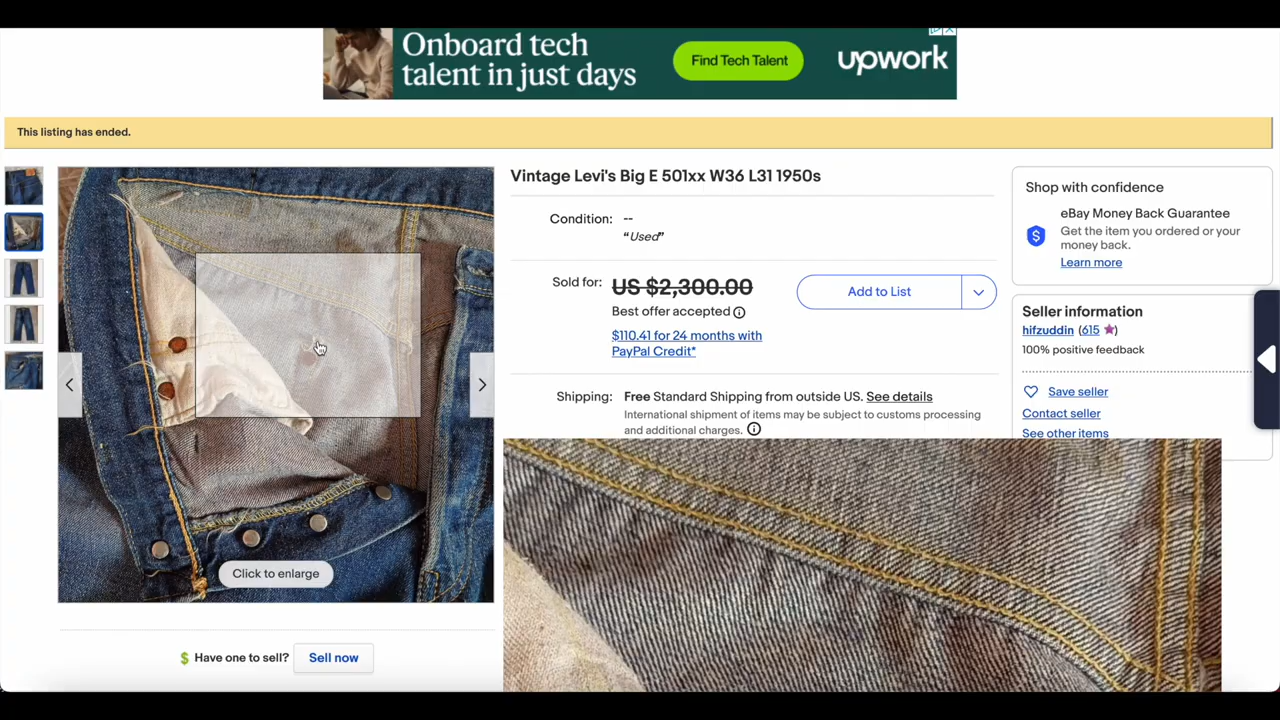 Onboard tech
talent in just days
Find Tech Talent
upwork
This listing has ended.
Vintage Levi's Big E 501xx W36 L31 1950s
Condition: --
“Used”
Sold for: US $2,300.00
Best offer accepted
$110.41 for 24 months with
PayPal Credit*
Add to List
Shipping: Free Standard Shipping from outside US. See details
International shipment of items may be subject to customs processing
and additional charges.
Shop with confidence
eBay Money Back Guarantee
Get the item you ordered or your
money back.
Learn more
Seller information
hifzuddin (615)
100% positive feedback
Save seller
Contact seller
See other items
Click to enlarge
Have one to sell? Sell now